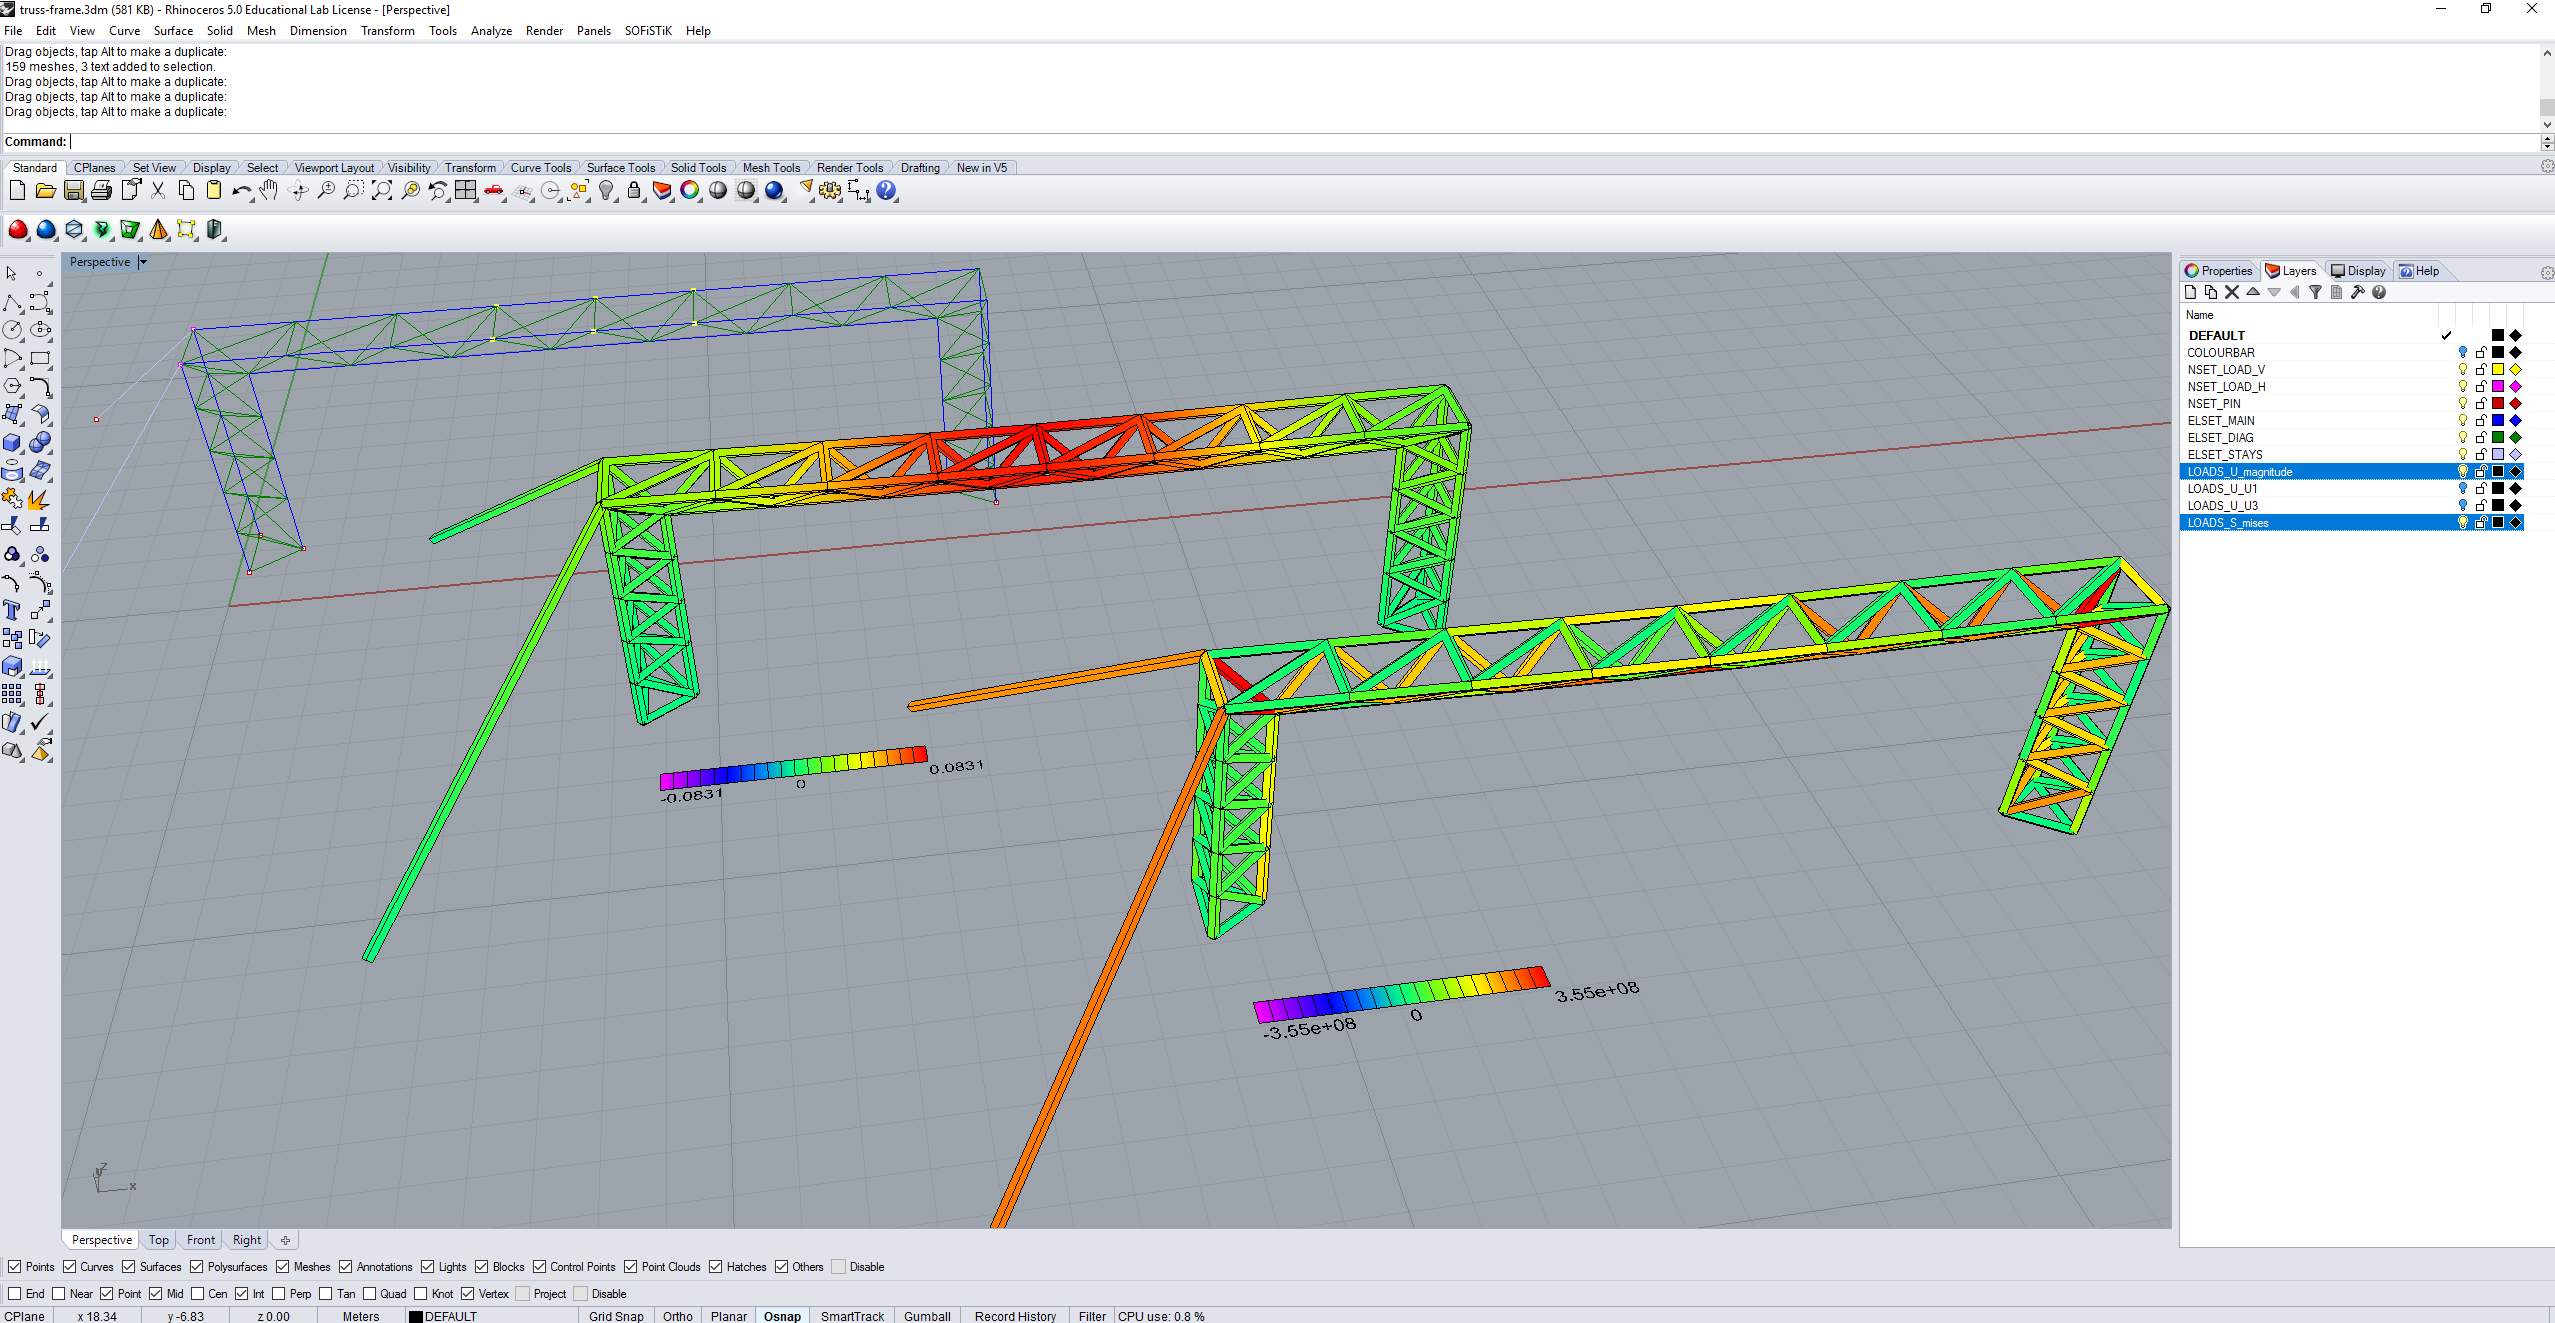 truss-frame.3dm (581 KB) - Rhinoceros 5.0 Educational Lab License - [Perspective]
File Edit View Curve Surface Solid Mesh Dimension Transform Tools Analyze Render Panels SOFiSTiK Help
Drag objects, tap Alt to make a duplicate:
159 meshes, 3 text added to selection.
Drag objects, tap Alt to make a duplicate:
Drag objects, tap Alt to make a duplicate:
Drag objects, tap Alt to make a duplicate:
Command:
Standard CPlanes Set View Display Select Viewport Layout Visibility Transform Curve Tools Surface Tools Solid Tools Mesh Tools Render Tools Drafting New in V5
Perspective
Properties Layers Display Help
Name
DEFAULT
COLOURBAR
NSET_LOAD_V
NSET_LOAD_H
NSET_PIN
ELSET_MAIN
ELSET_DIAG
ELSET_STAYS
LOADS_U_magnitude
LOADS_U_U1
LOADS_U_U3
LOADS_S_mises
-0.0831 0 0.0831
-3.55e+08 0 3.55e+08
z
x
Perspective Top Front Right
Points Curves Surfaces Polysurfaces Meshes Annotations Lights Blocks Control Points Point Clouds Hatches Others Disable
End Near Point Mid Cen Int Perp Tan Quad Knot Vertex Project Disable
CPlane x 18.34 y -6.83 z 0.00 Meters DEFAULT Grid Snap Ortho Planar Osnap SmartTrack Gumball Record History Filter CPU use: 0.8 %